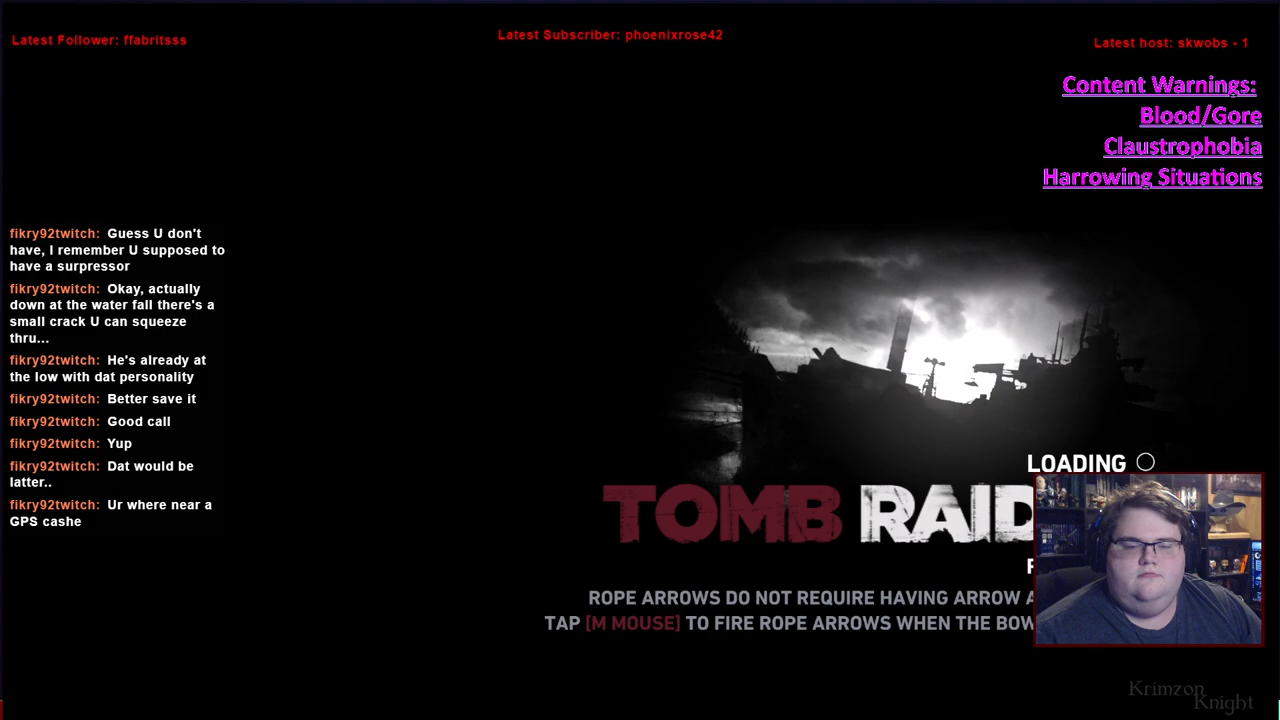 Latest Follower: ffabritsss
Latest Subscriber: phoenixrose42
Latest host: skwobs - 1
Content Warnings:
Blood/Gore
Claustrophobia
Harrowing Situations
fikry92twitch: Guess U don't
have, I remember U supposed to
have a surpressor
fikry92twitch: Okay, actually
down at the water fall there's a
small crack U can squeeze
thru...
fikry92twitch: He's already at
the low with dat personality
fikry92twitch: Better save it
fikry92twitch: Good call
fikry92twitch: Yup
fikry92twitch: Dat would be
latter..
fikry92twitch: Ur where near a
GPS cashe
LOADING
TOMB RAID
ROPE ARROWS DO NOT REQUIRE HAVING ARROW A
TAP [M MOUSE] TO FIRE ROPE ARROWS WHEN THE BOW
Krimzon
Knight